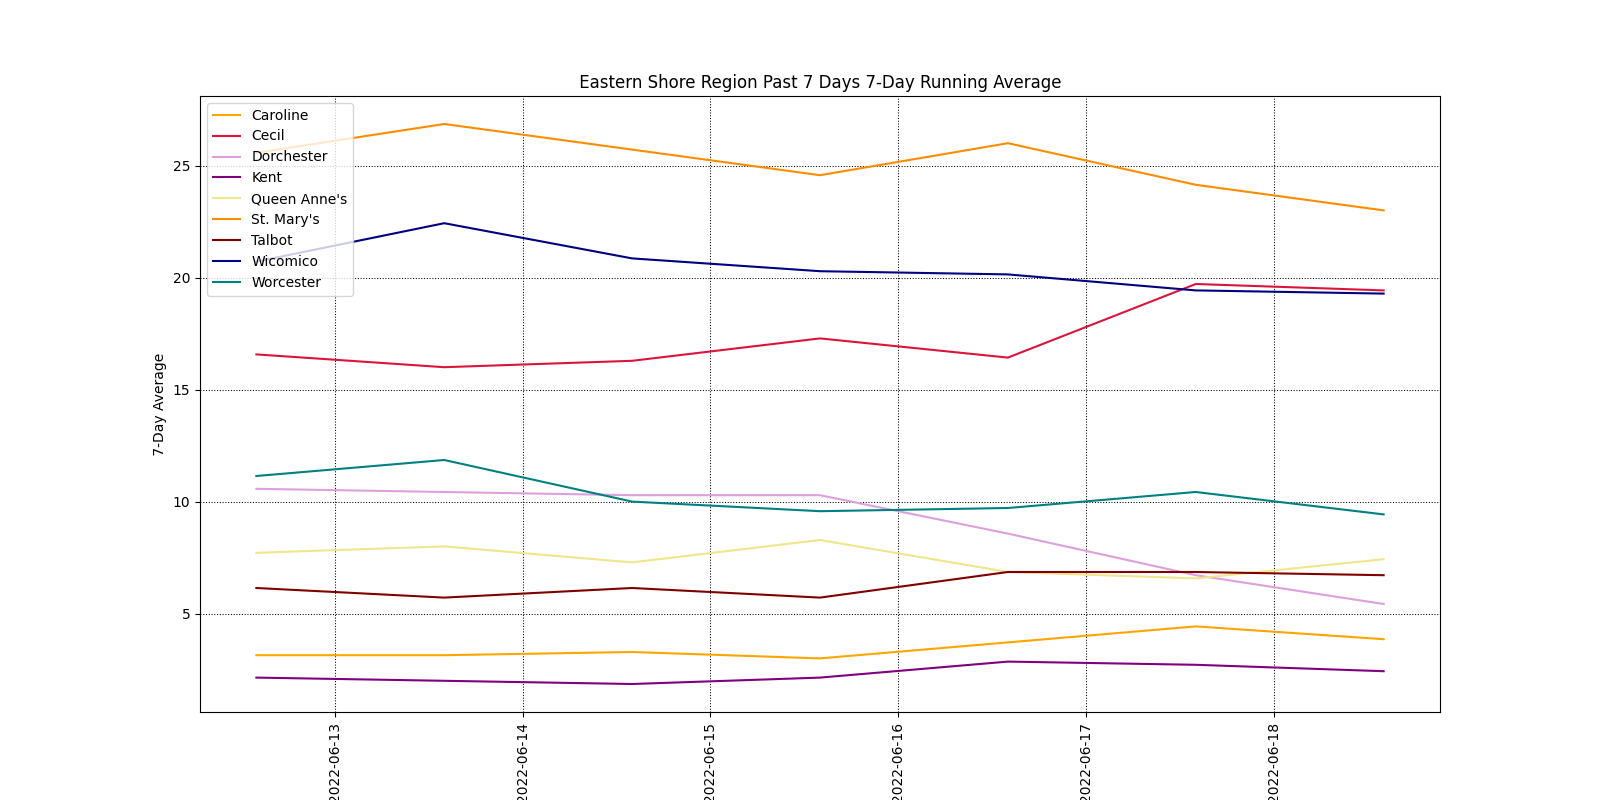 Eastern Shore Region Past 7 Days 7-Day Running Average
Caroline
Cecil
Dorchester
Kent
Queen Anne's
St. Mary's
Talbot
Wicomico
Worcester
25
20
15
10
5
7-Day Average
2022-06-13
2022-06-14
2022-06-15
2022-06-16
2022-06-17
2022-06-18